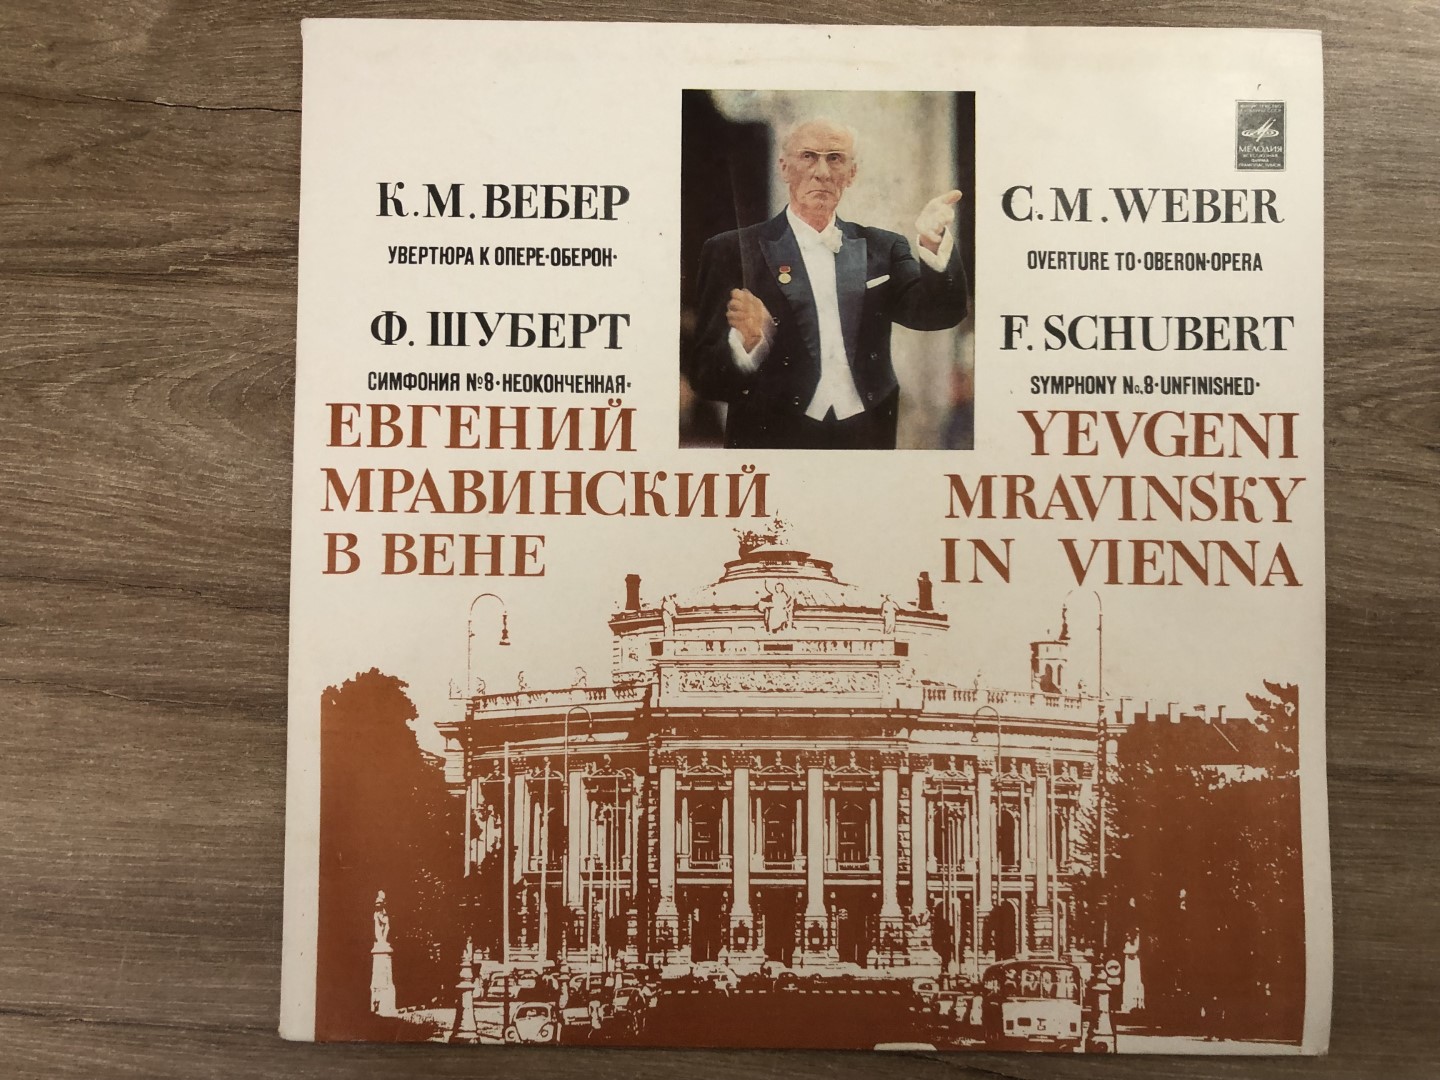 МЕЛОДИЯ
К. М. ВЕБЕР
УВЕРТЮРА К ОПЕРЕ·ОБЕРОН·
Ф. ШУБЕРТ
СИМФОНИЯ №8·НЕОКОНЧЕННАЯ·
ЕВГЕНИЙ
МРАВИНСКИЙ
В ВЕНЕ
C. M. WEBER
OVERTURE TO·OBERON·OPERA
F. SCHUBERT
SYMPHONY No.8·UNFINISHED·
YEVGENI
MRAVINSKY
IN VIENNA